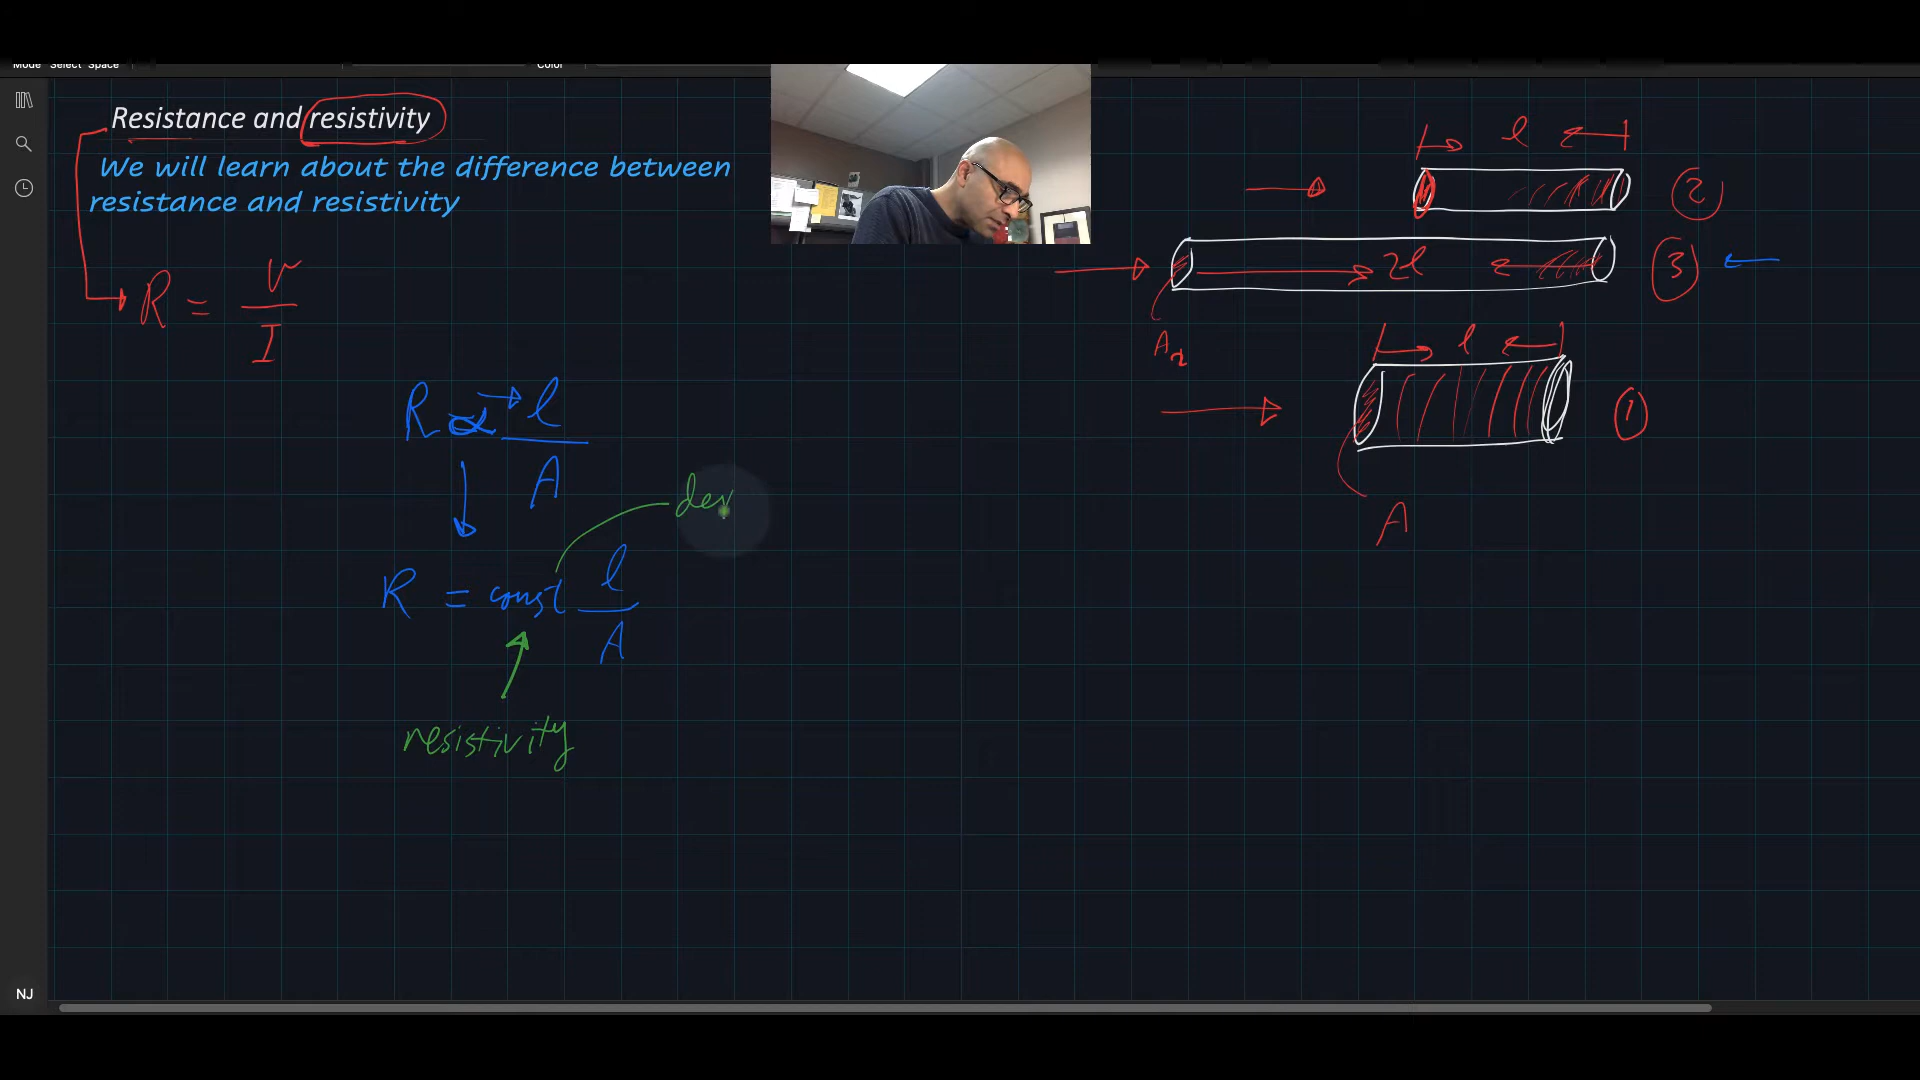 Mode Select Space Color
Resistance and resistivity
We will learn about the difference between
resistance and resistivity
R = V / I
R ∝ l / A
R = const l / A
resistivity
l
2
2l
3
A2
l
1
A
NJ